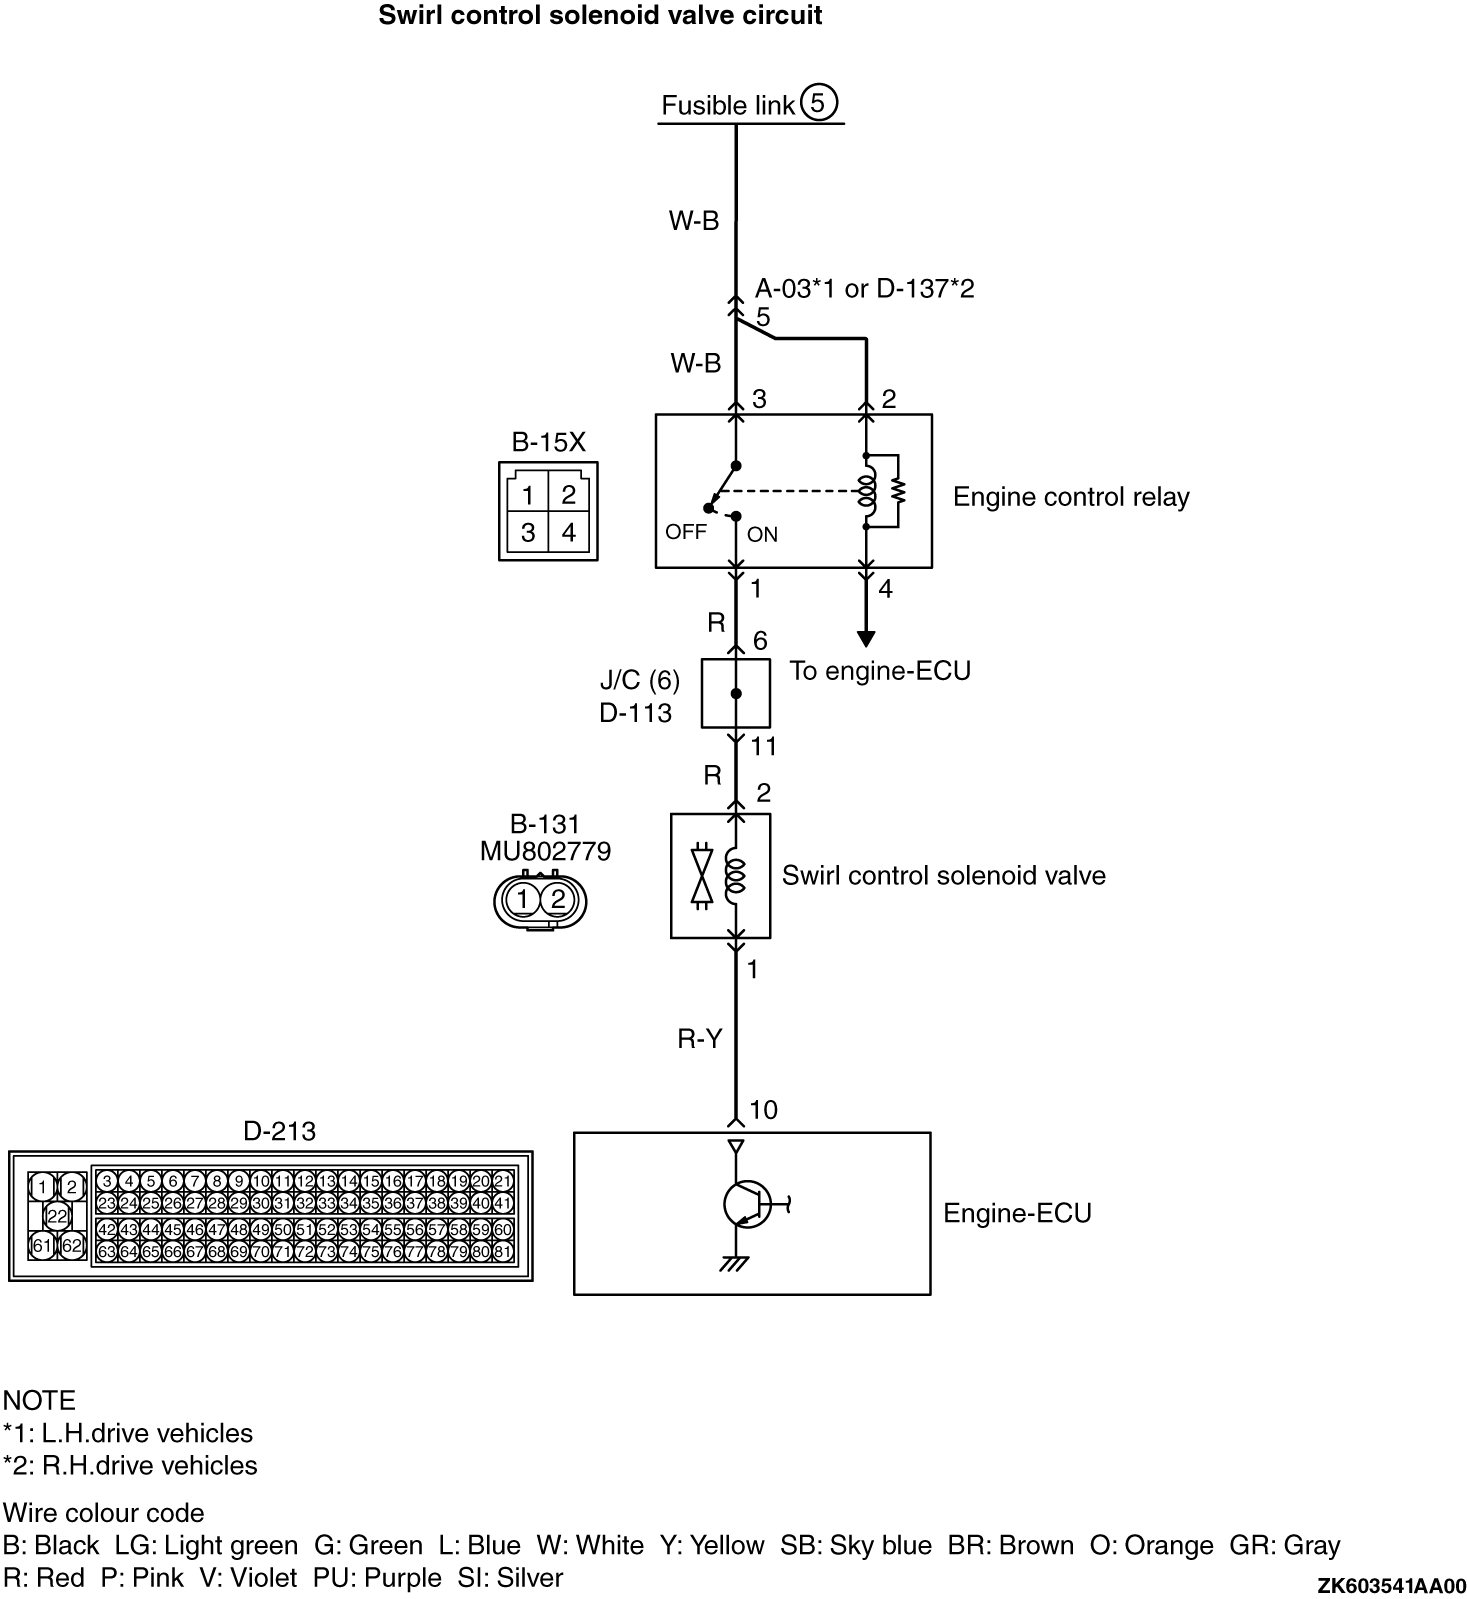 Swirl control solenoid valve circuit
Fusible link 5
W-B
A-03*1 or D-137*2
5
W-B
3
2
B-15X
1 2
3 4
OFF
ON
Engine control relay
1
4
R
6
To engine-ECU
J/C (6)
D-113
11
R
2
B-131
MU802779
1 2
Swirl control solenoid valve
1
R-Y
10
D-213
1 2
22
61 62
3 4 5 6 7 8 9 10 11 12 13 14 15 16 17 18 19 20 21
23 24 25 26 27 28 29 30 31 32 33 34 35 36 37 38 39 40 41
42 43 44 45 46 47 48 49 50 51 52 53 54 55 56 57 58 59 60
63 64 65 66 67 68 69 70 71 72 73 74 75 76 77 78 79 80 81
Engine-ECU
NOTE
*1: L.H.drive vehicles
*2: R.H.drive vehicles
Wire colour code
B: Black LG: Light green G: Green L: Blue W: White Y: Yellow SB: Sky blue BR: Brown O: Orange GR: Gray
R: Red P: Pink V: Violet PU: Purple SI: Silver
ZK603541AA00